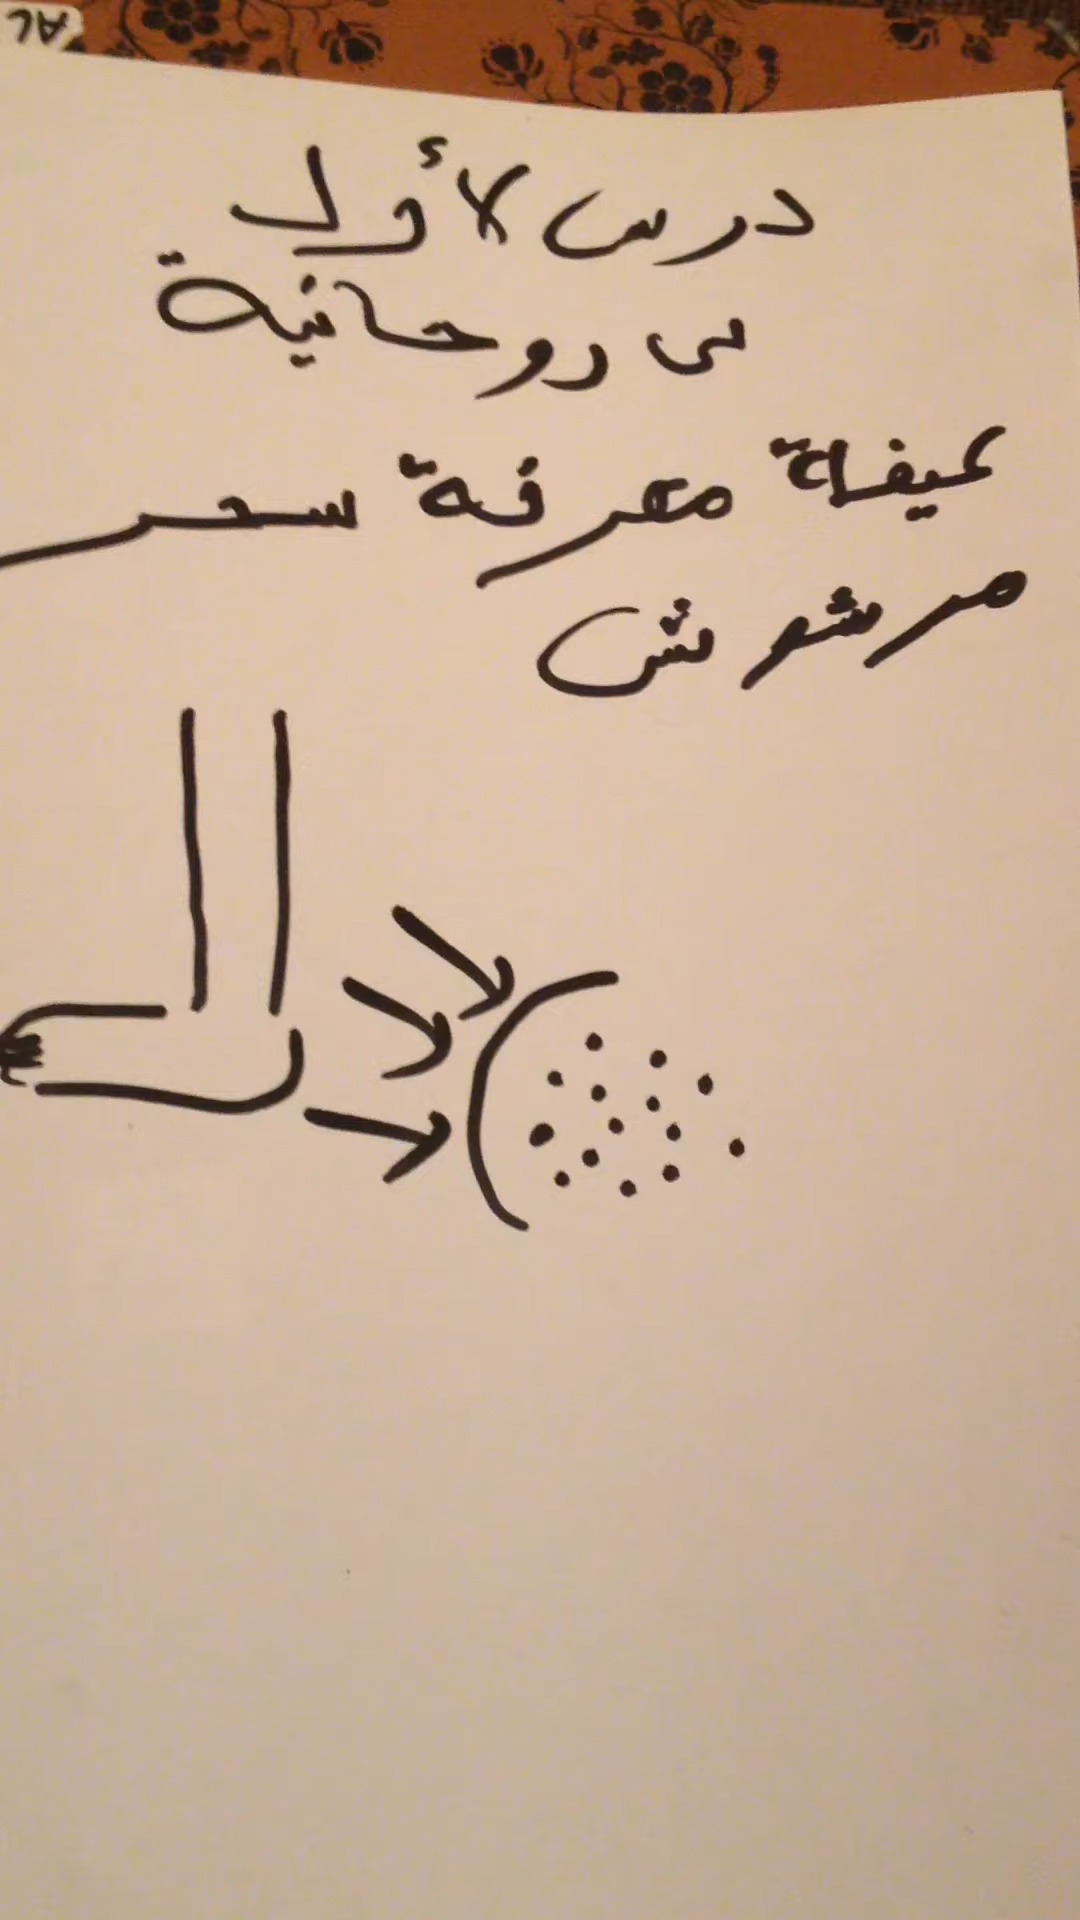 درس لأول
س روحانية
كيفية معرفة سحر
مرشوش